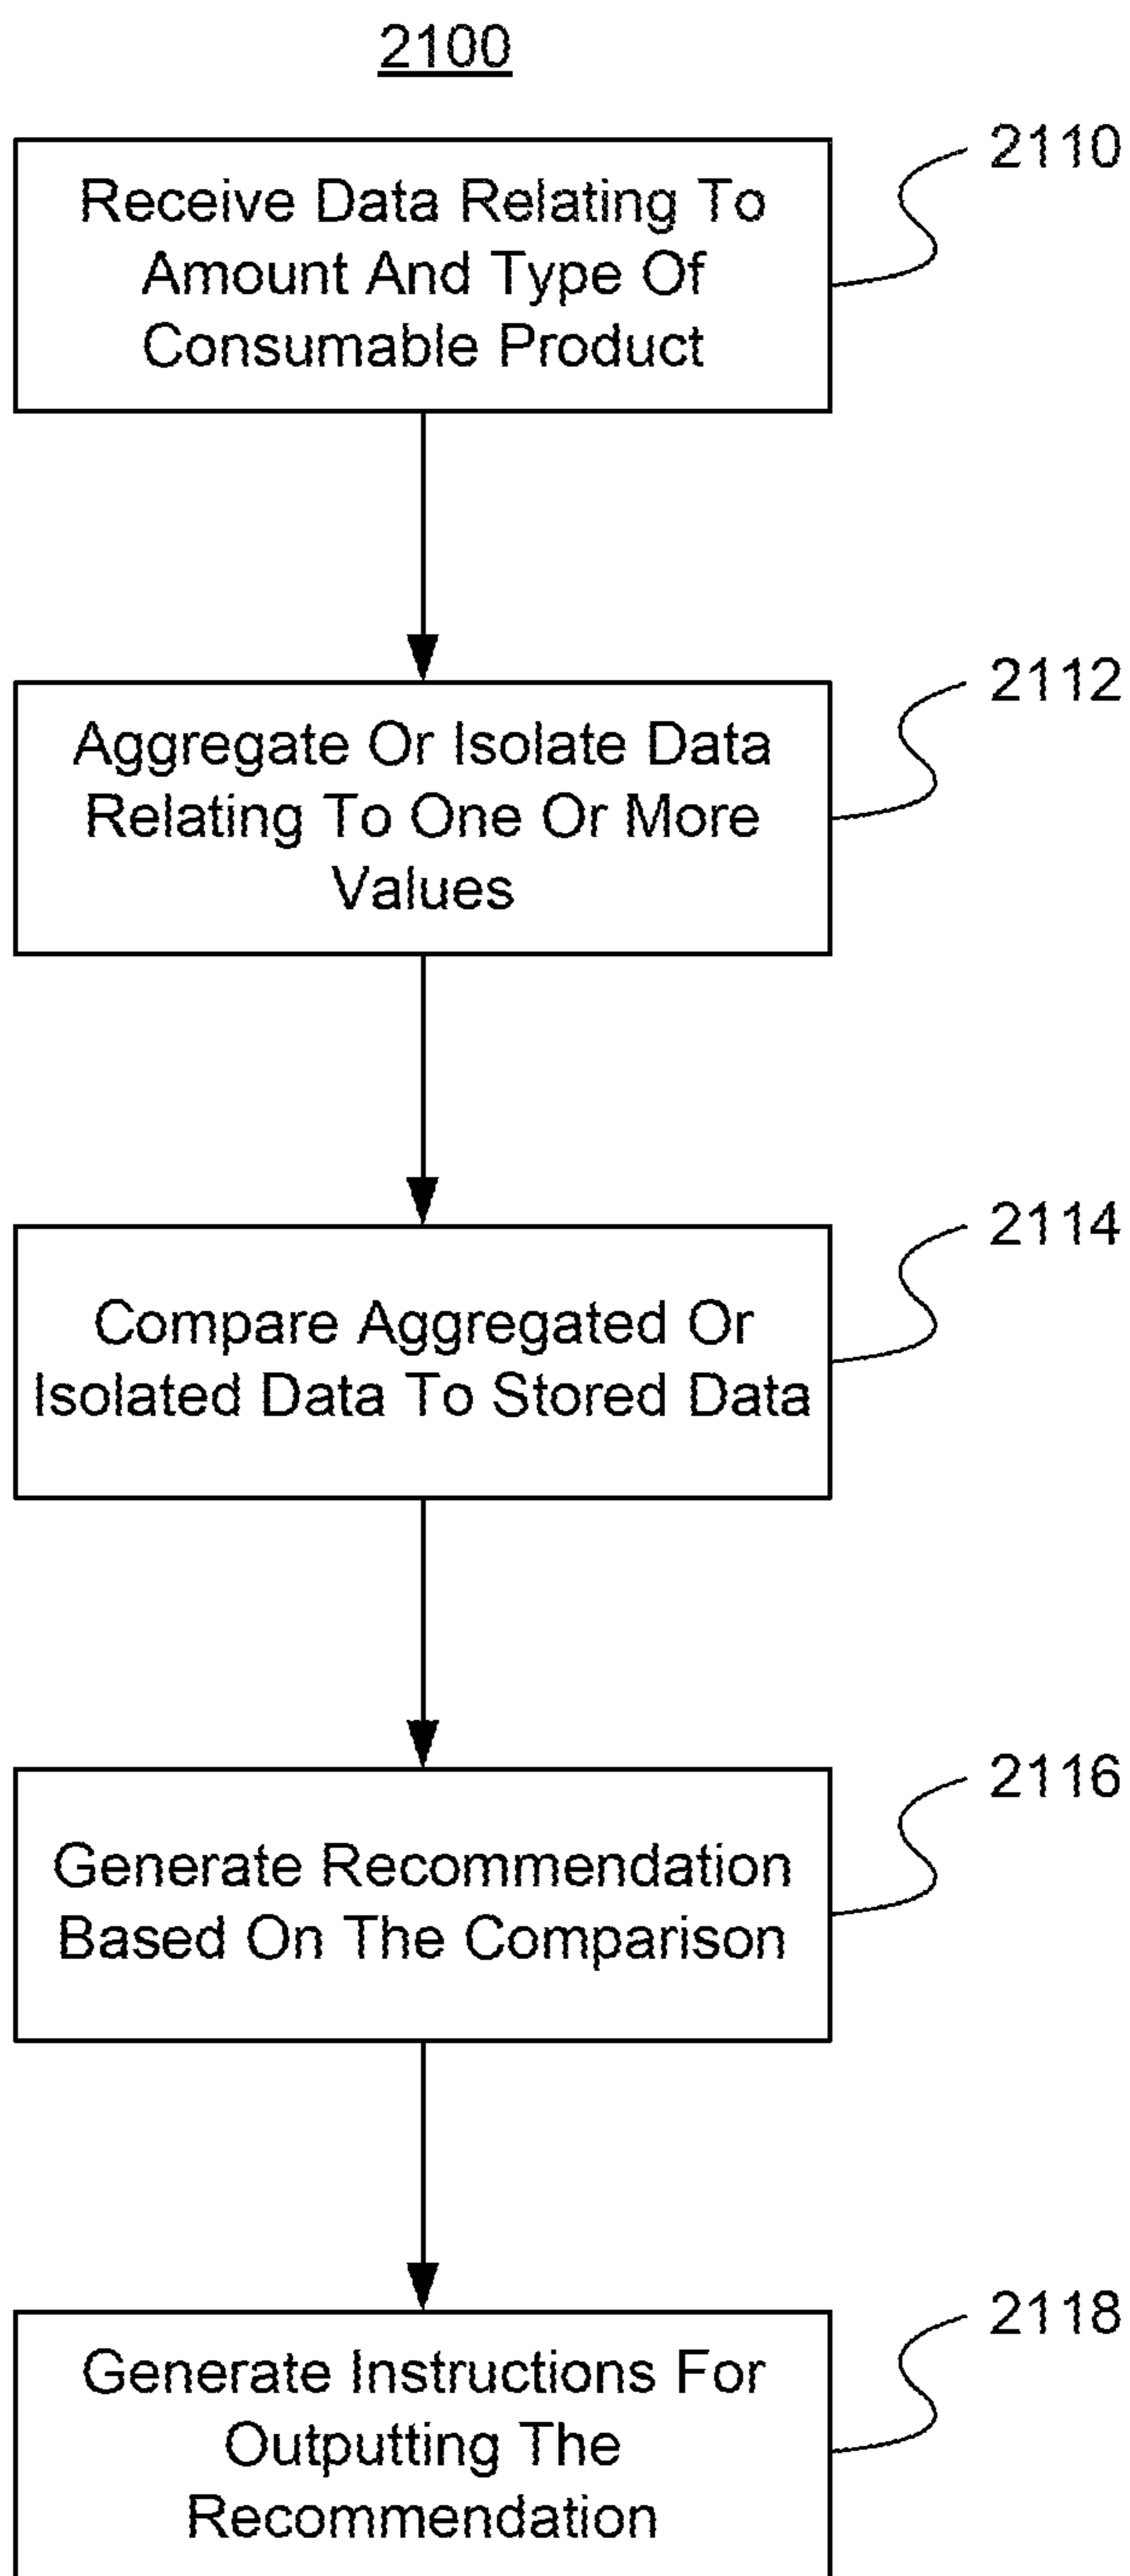 2100
2110
Receive Data Relating To
Amount And Type Of
Consumable Product
2112
Aggregate Or Isolate Data
Relating To One Or More
Values
2114
Compare Aggregated Or
Isolated Data To Stored Data
2116
Generate Recommendation
Based On The Comparison
2118
Generate Instructions For
Outputting The
Recommendation